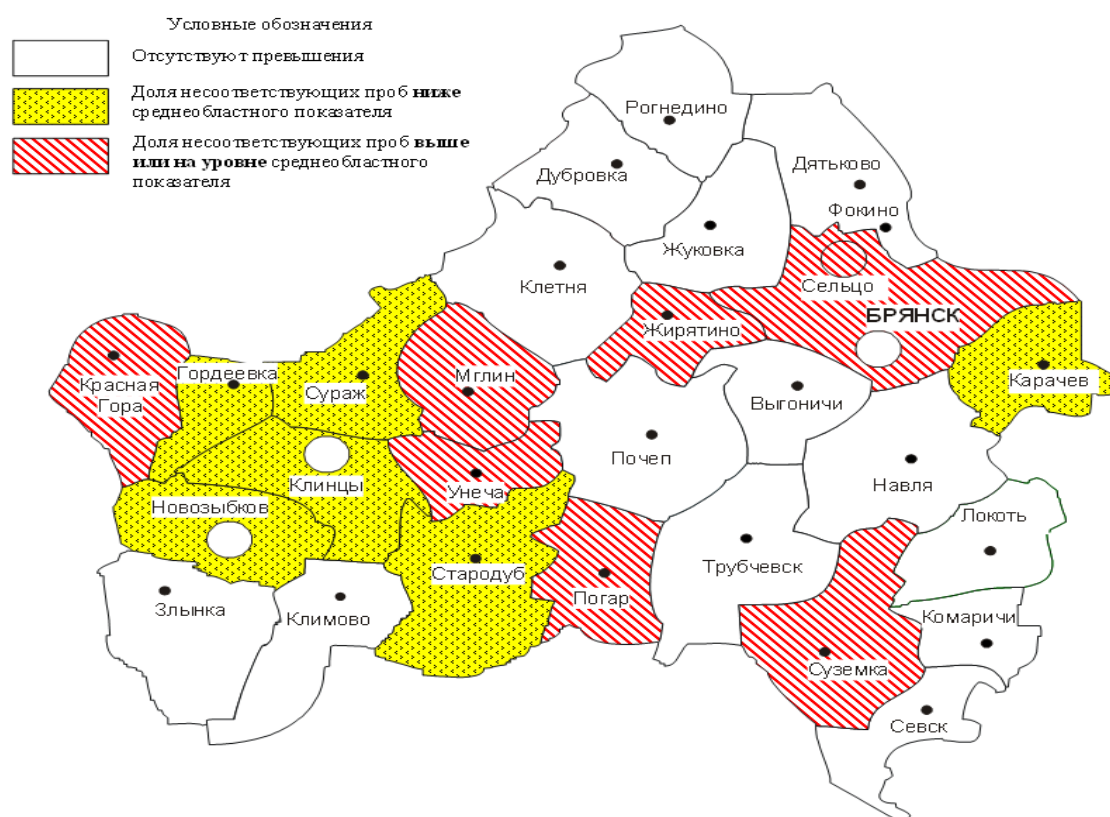 Условные обозначения
Отсутствуют превышения
Доля несоответствующих проб ниже
среднеобластного показателя
Доля несоответствующих проб выше
или на уровне среднеобластного
показателя
Рогнедино
Дубровка
Дятьково
Фокино
Жуковка
Клетня
Сельцо
БРЯНСК
Жирятино
Гордеевка
Красная
Гора
Сураж
Мглин
Карачев
Выгоничи
Почеп
Клинцы
Унеча
Навля
Новозыбков
Локоть
Стародуб
Трубчевск
Погар
Злынка
Климово
Комаричи
Суземка
Севск